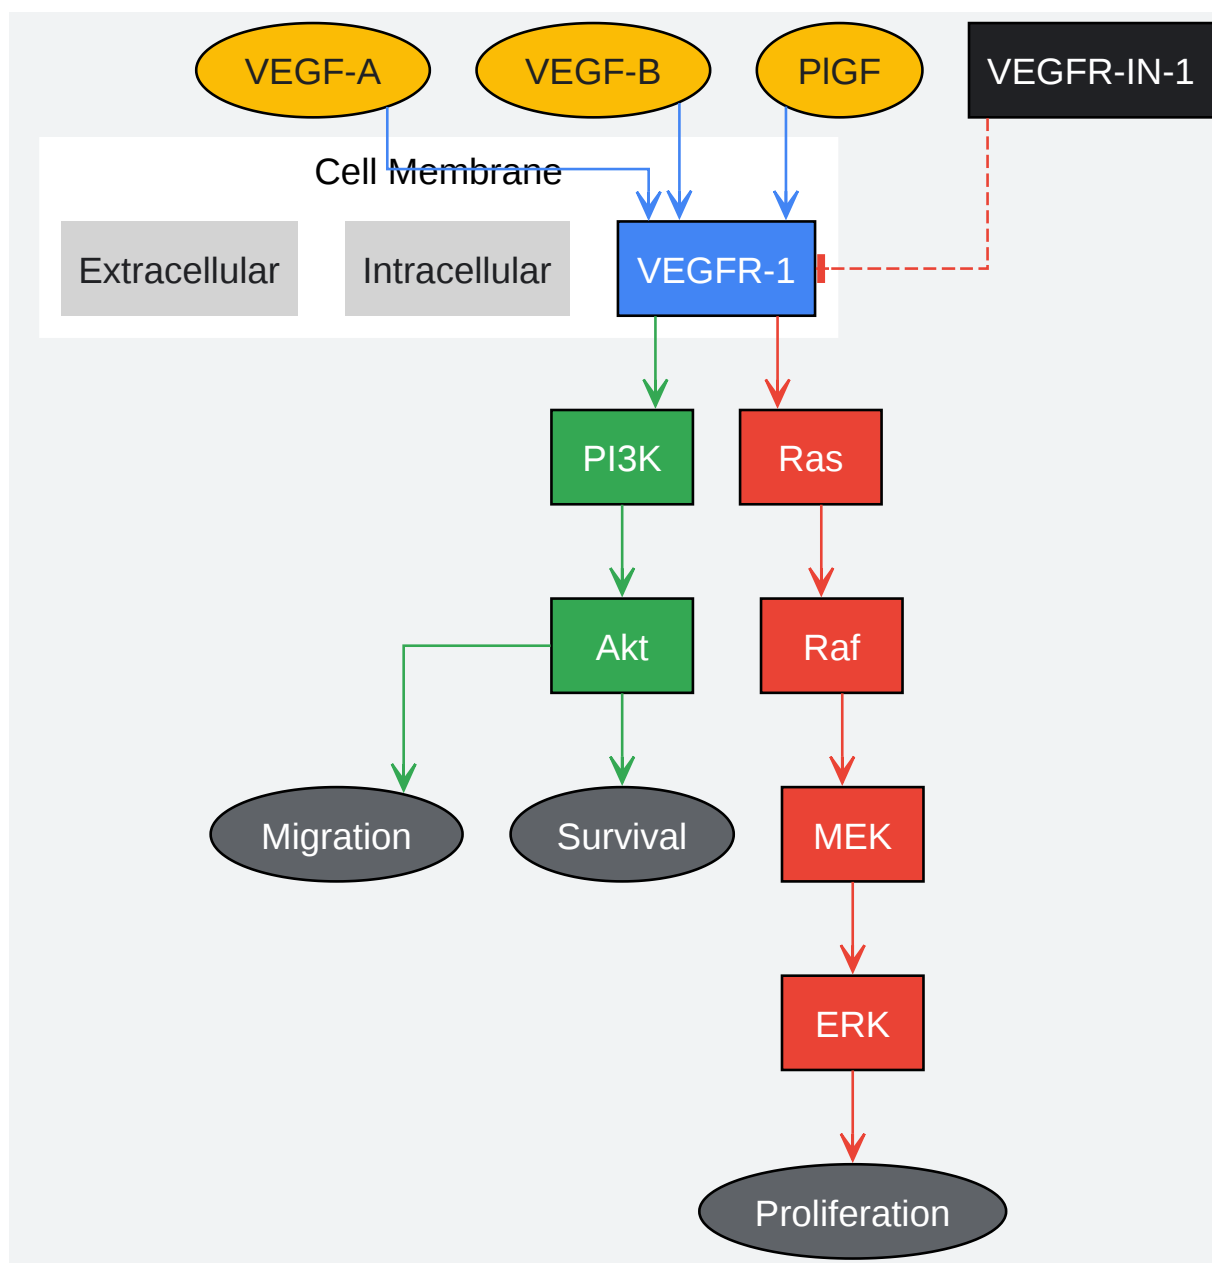 VEGF-A
VEGF-B
PlGF
VEGFR-IN-1
Cell Membrane
Extracellular
Intracellular
VEGFR-1
PI3K
Ras
Akt
Raf
Migration
Survival
MEK
ERK
Proliferation